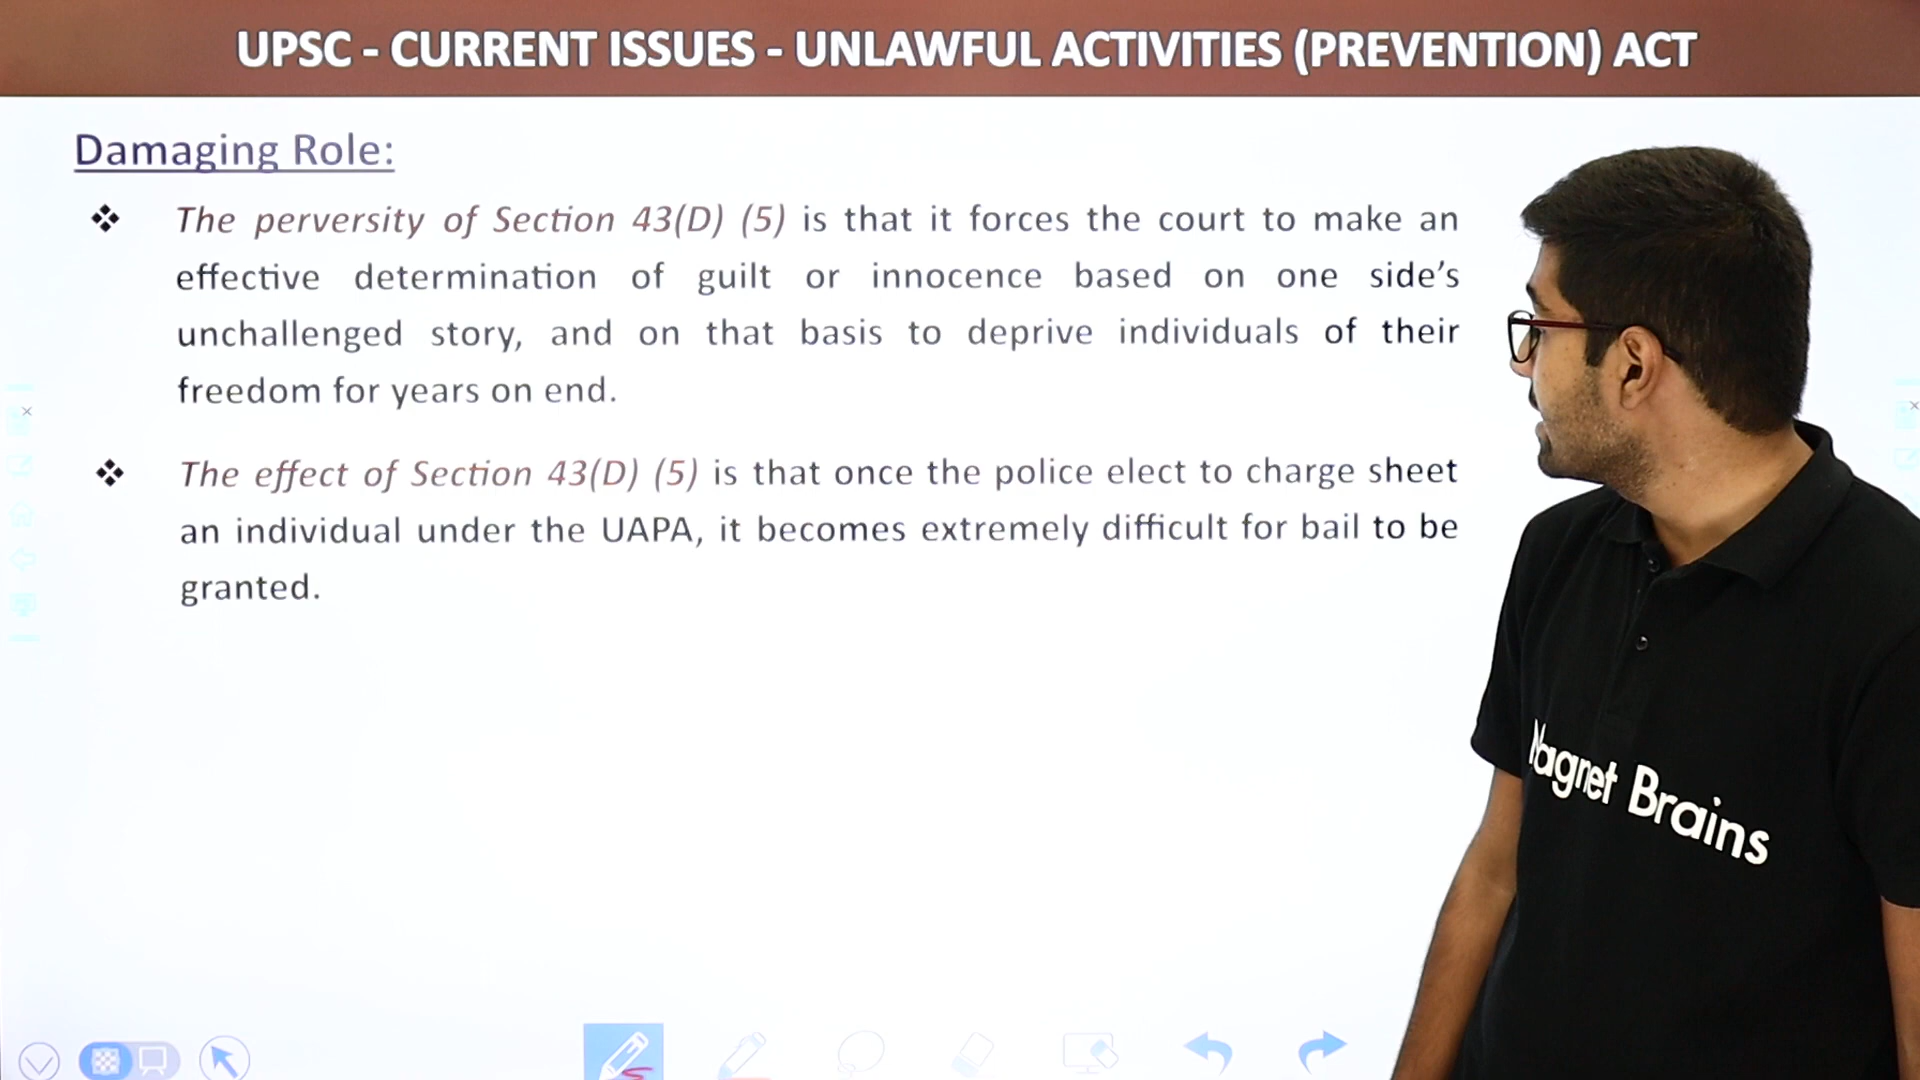 UPSC - CURRENT ISSUES - UNLAWFUL ACTIVITIES (PREVENTION) ACT
Damaging Role:
❖ The perversity of Section 43(D) (5) is that it forces the court to make an
effective determination of guilt or innocence based on one side's
unchallenged story, and on that basis to deprive individuals of their
freedom for years on end.
❖ The effect of Section 43(D) (5) is that once the police elect to charge sheet
an individual under the UAPA, it becomes extremely difficult for bail to be
granted.
Magnet Brains